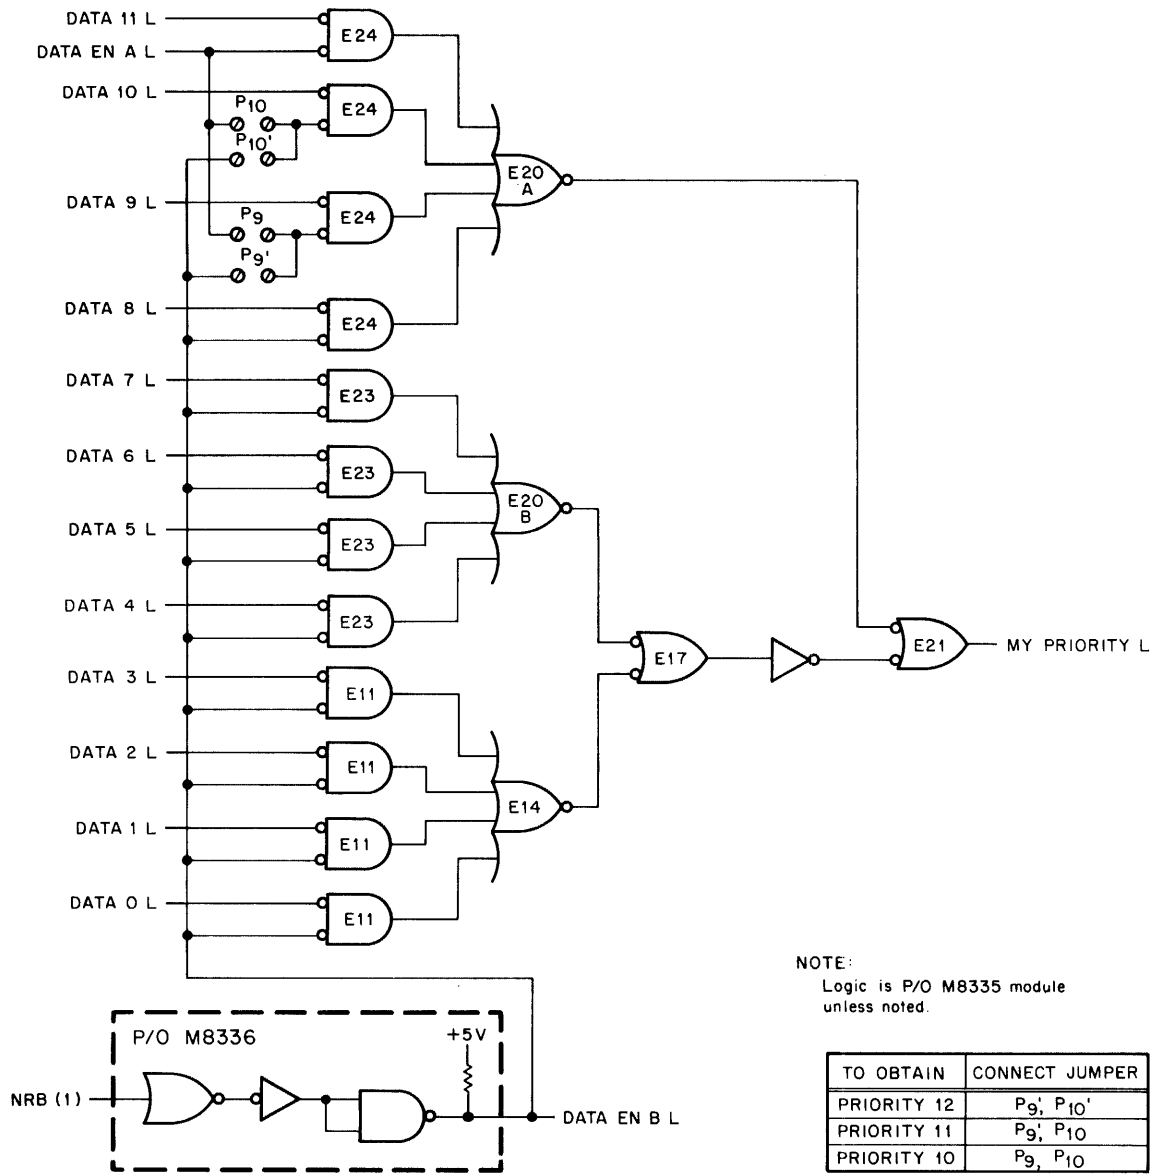 DATA 11 L
E24
DATA EN A L
DATA 10 L
P10
E24
P10'
E20
A
DATA 9 L
P9
E24
P9'
DATA 8 L
E24
DATA 7 L
E23
DATA 6 L
E23
E20
B
DATA 5 L
E23
DATA 4 L
E23
E17
E21
MY PRIORITY L
DATA 3 L
E11
DATA 2 L
E11
E14
DATA 1 L
E11
DATA 0 L
E11
NOTE:
Logic is P/O M8335 module
unless noted.
P/O M8336
+5V
NRB (1)
DATA EN B L
TO OBTAIN CONNECT JUMPER
PRIORITY 12 P9', P10'
PRIORITY 11 P9', P10
PRIORITY 10 P9, P10